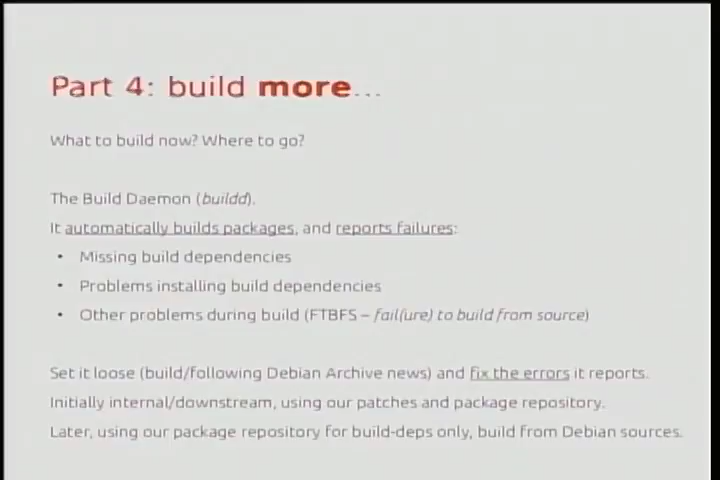 Part 4: build more...
What to build now? Where to go?
The Build Daemon (buildd).
It automatically builds packages, and reports failures:
• Missing build dependencies
• Problems installing build dependencies
• Other problems during build (FTBFS – fail(ure) to build from source)
Set it loose (build/following Debian Archive news) and fix the errors it reports.
Initially internal/downstream, using our patches and package repository.
Later, using our package repository for build-deps only, build from Debian sources.